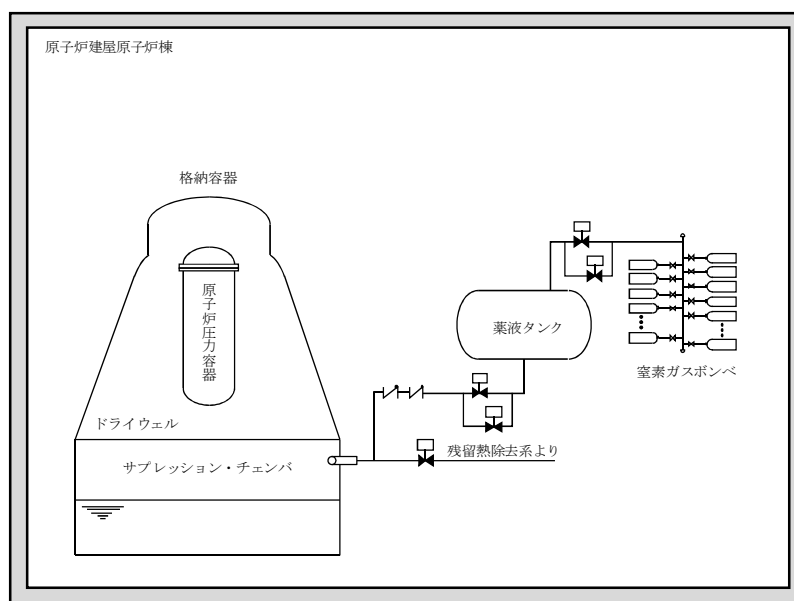 原子炉建屋原子炉棟
格納容器
原子炉圧力容器
薬液タンク
窒素ガスボンベ
ドライウェル
サプレッション・チェンバ
残留熱除去系より